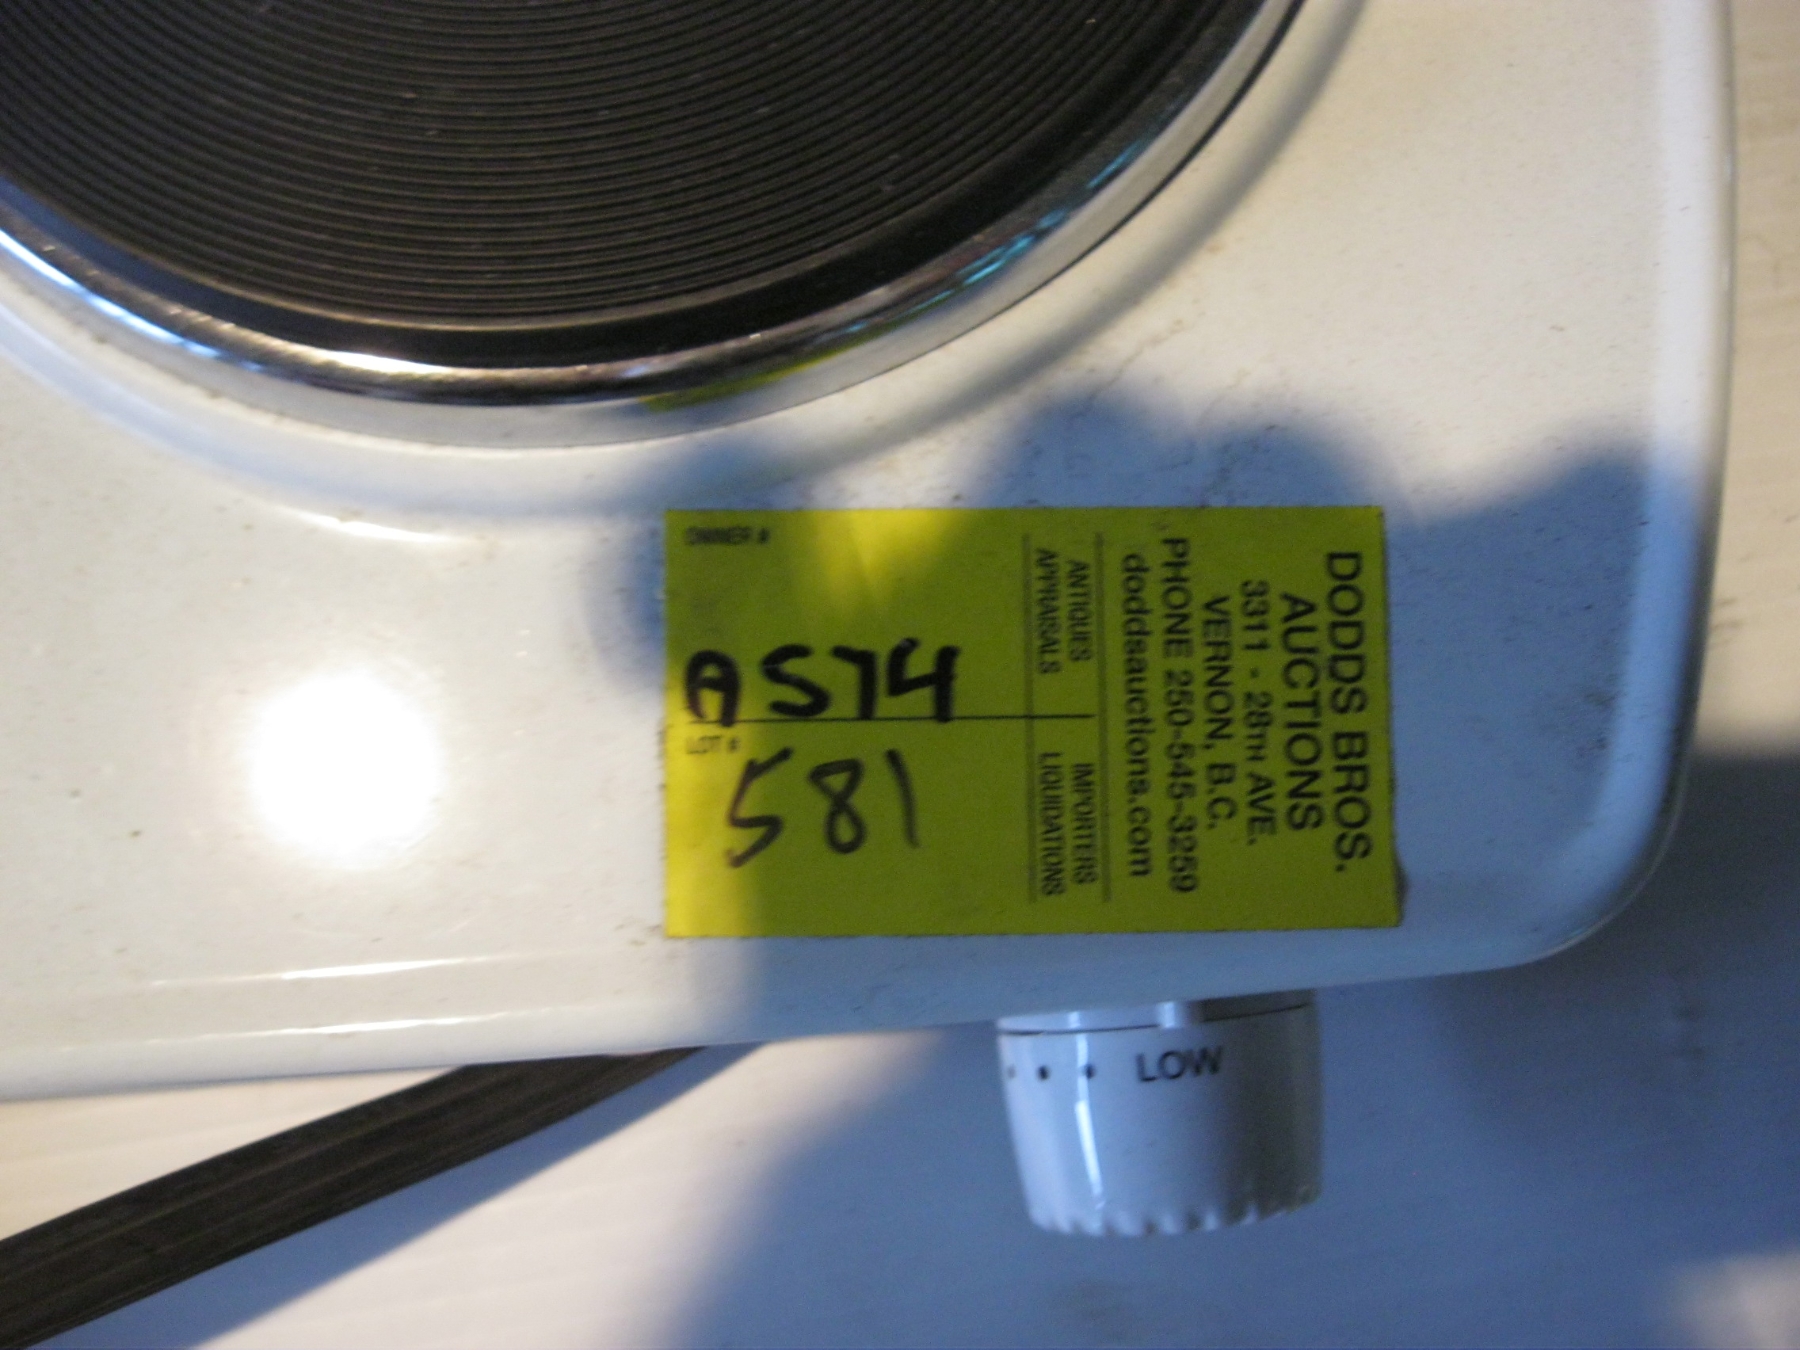 DODDS BROS.
AUCTIONS
3311 - 28TH AVE.
VERNON, B.C.
PHONE 250-545-3259
doddsauctions.com
ANTIQUES IMPORTERS
APPRAISALS LIQUIDATIONS
OWNER #
A574
LOT #
581
LOW